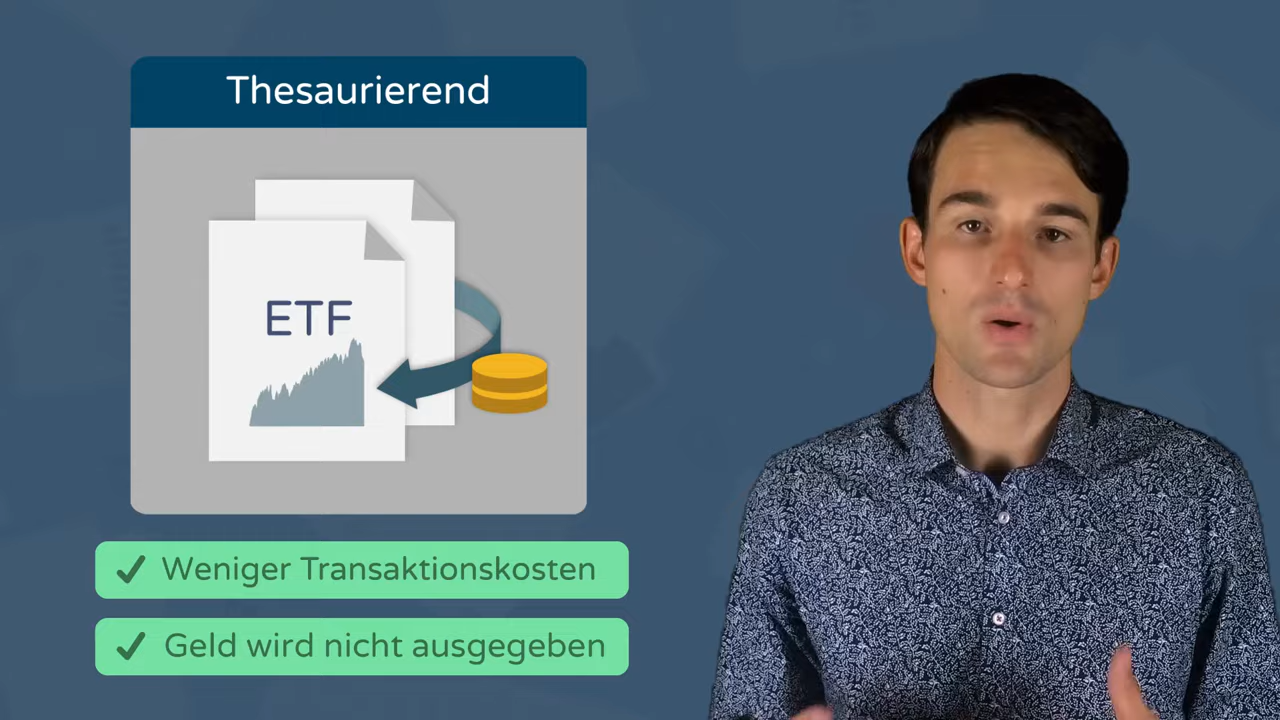 Thesaurierend
ETF
Weniger Transaktionskosten
Geld wird nicht ausgegeben